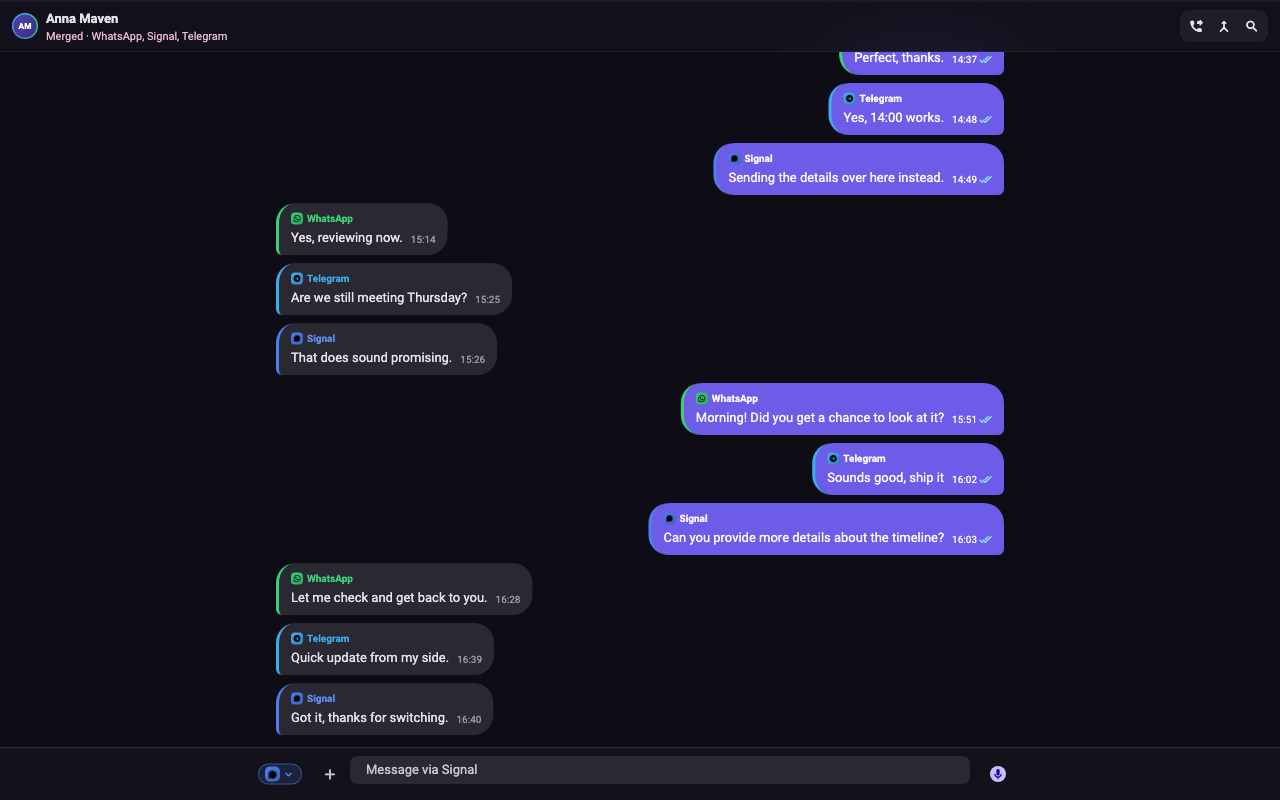 AM
Anna Maven
Merged · WhatsApp, Signal, Telegram
Perfect, thanks. 14:37
Telegram
Yes, 14:00 works. 14:48
Signal
Sending the details over here instead. 14:49
WhatsApp
Yes, reviewing now. 15:14
Telegram
Are we still meeting Thursday? 15:25
Signal
That does sound promising. 15:26
WhatsApp
Morning! Did you get a chance to look at it? 15:51
Telegram
Sounds good, ship it 16:02
Signal
Can you provide more details about the timeline? 16:03
WhatsApp
Let me check and get back to you. 16:28
Telegram
Quick update from my side. 16:39
Signal
Got it, thanks for switching. 16:40
Message via Signal